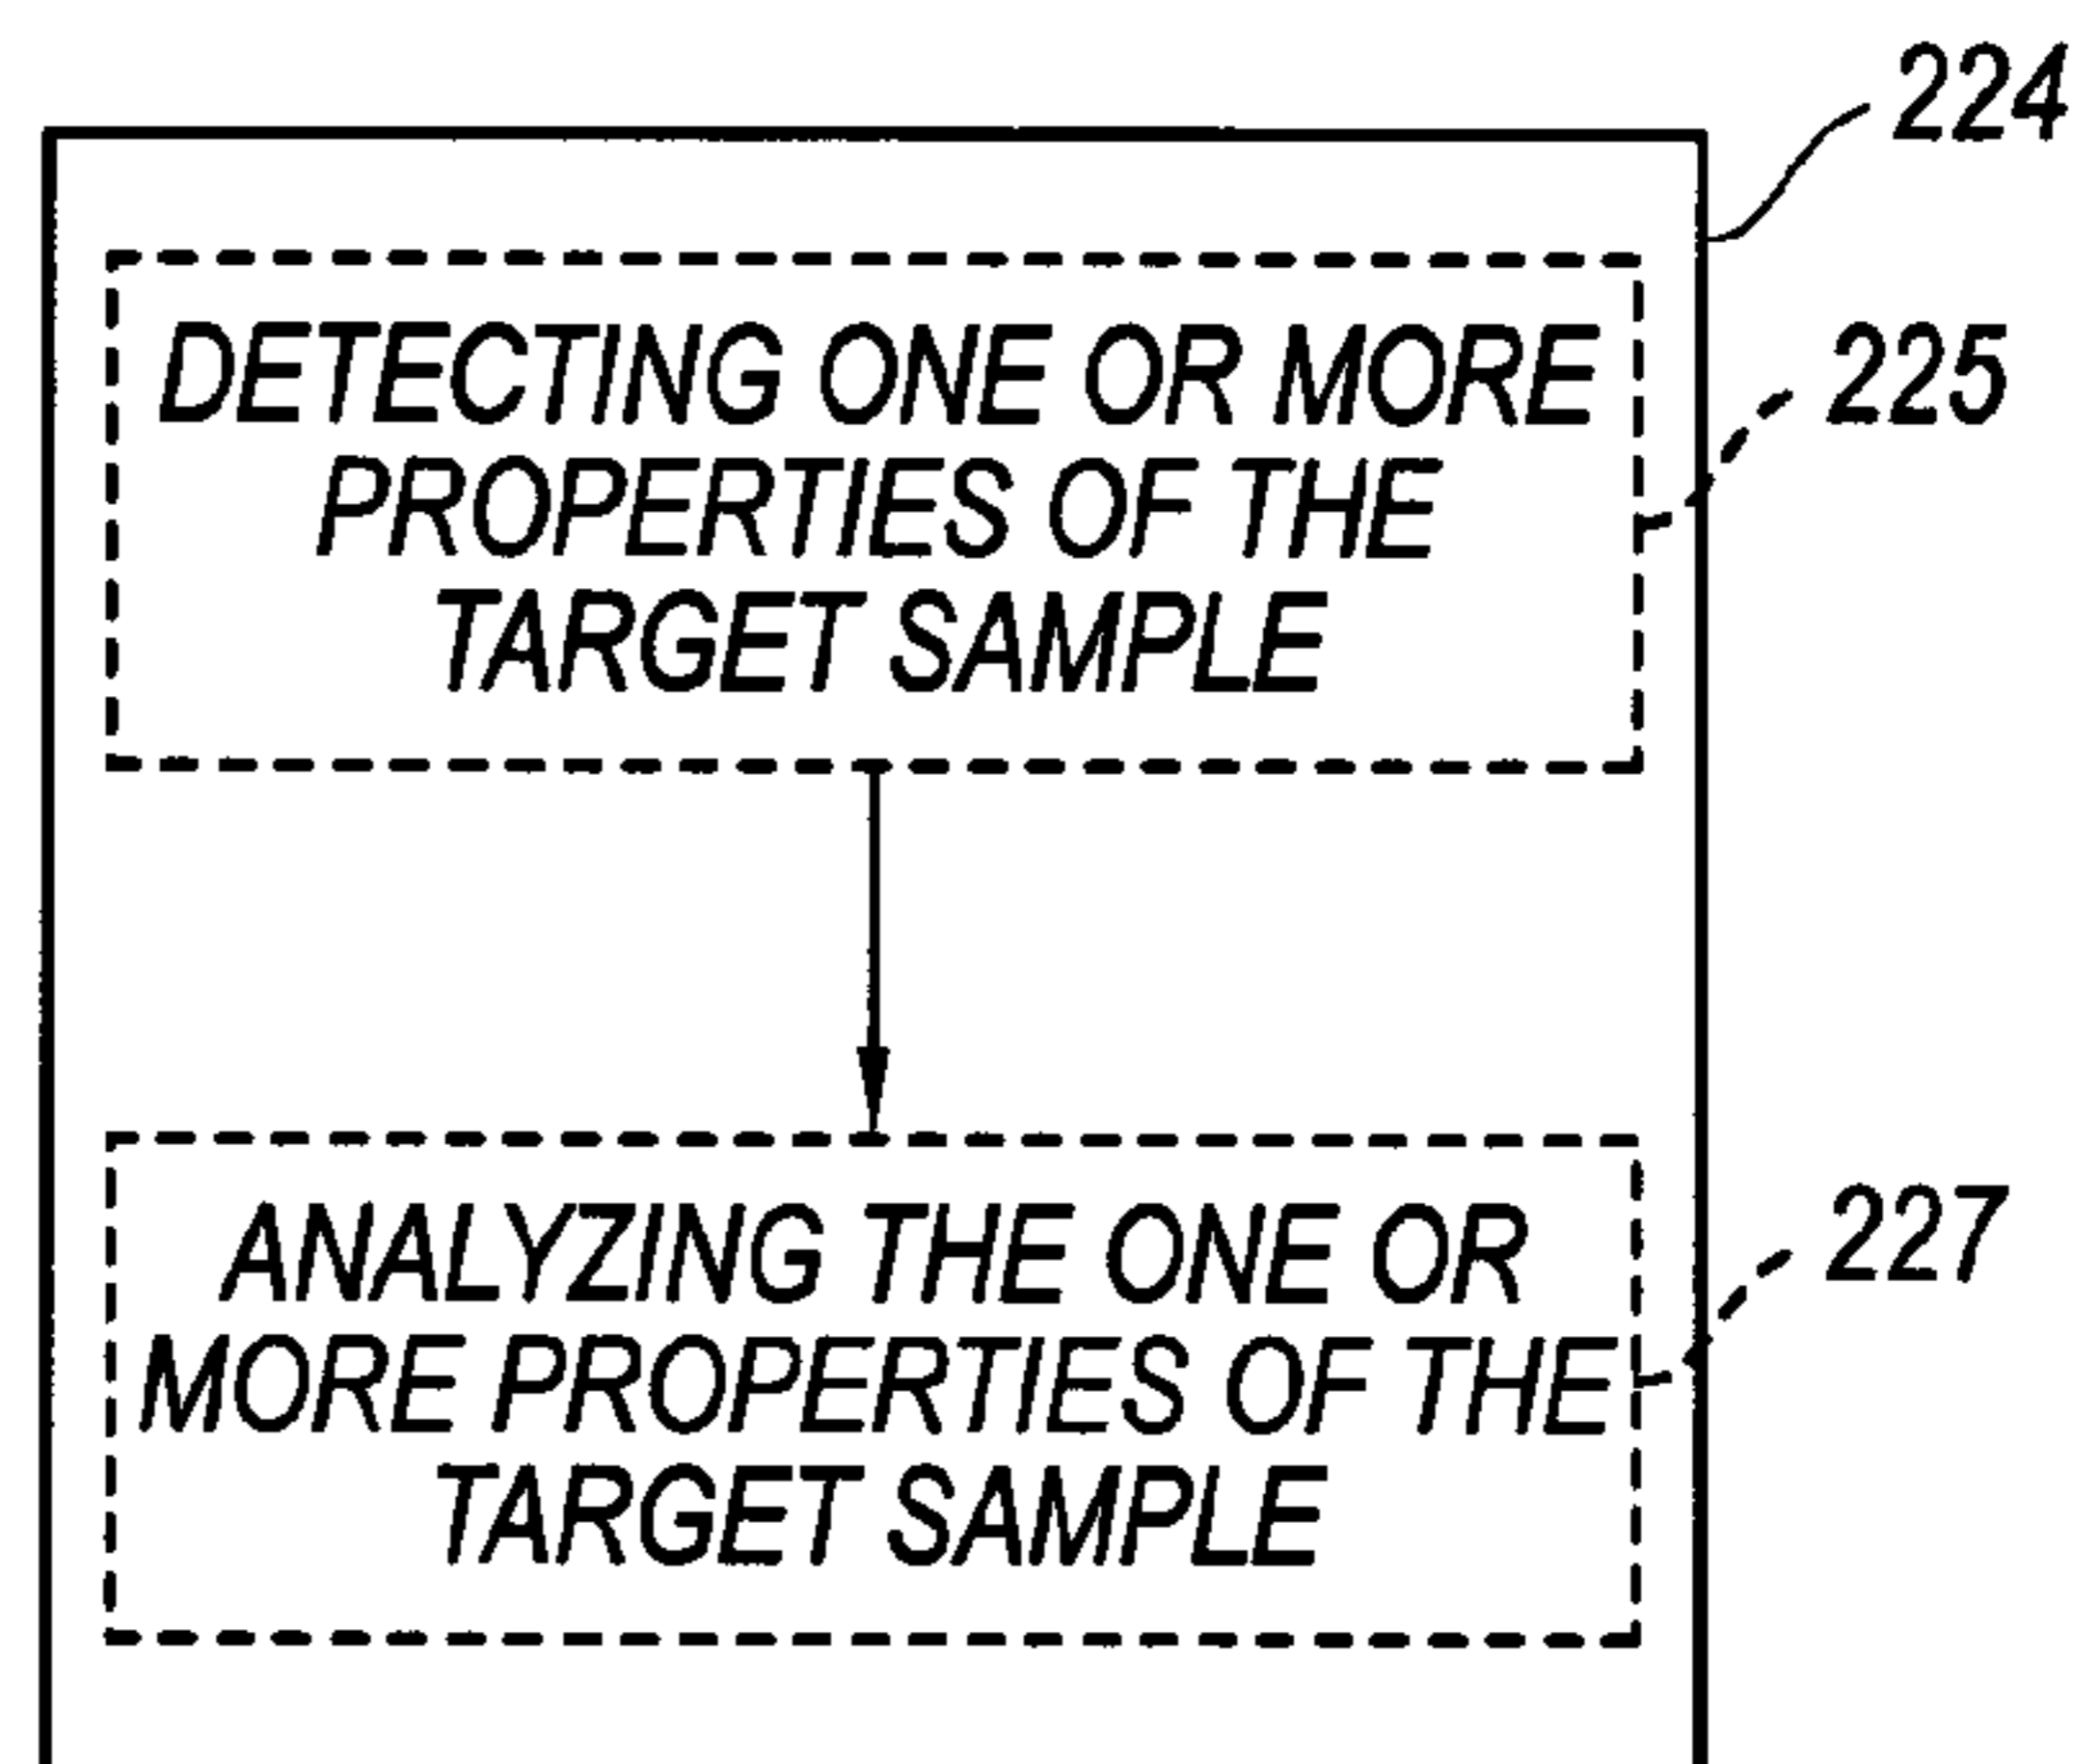 224
DETECTING ONE OR MORE
PROPERTIES OF THE
TARGET SAMPLE
225
ANALYZING THE ONE OR
MORE PROPERTIES OF THE
TARGET SAMPLE
227